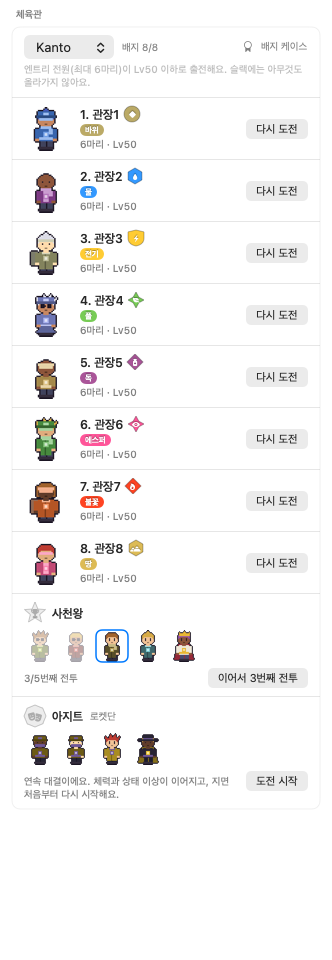 체육관
Kanto
배지 8/8
배지 케이스
엔트리 전원(최대 6마리)이 Lv50 이하로 출전해요. 슬랙에는 아무것도
올라가지 않아요.
1. 관장1
바위
6마리 · Lv50
다시 도전
2. 관장2
물
6마리 · Lv50
다시 도전
3. 관장3
전기
6마리 · Lv50
다시 도전
4. 관장4
풀
6마리 · Lv50
다시 도전
5. 관장5
독
6마리 · Lv50
다시 도전
6. 관장6
에스퍼
6마리 · Lv50
다시 도전
7. 관장7
불꽃
6마리 · Lv50
다시 도전
8. 관장8
땅
6마리 · Lv50
다시 도전
사천왕
3/5번째 전투
이어서 3번째 전투
아지트 로켓단
연속 대결이에요. 체력과 상태 이상이 이어지고, 지면
처음부터 다시 시작해요.
도전 시작